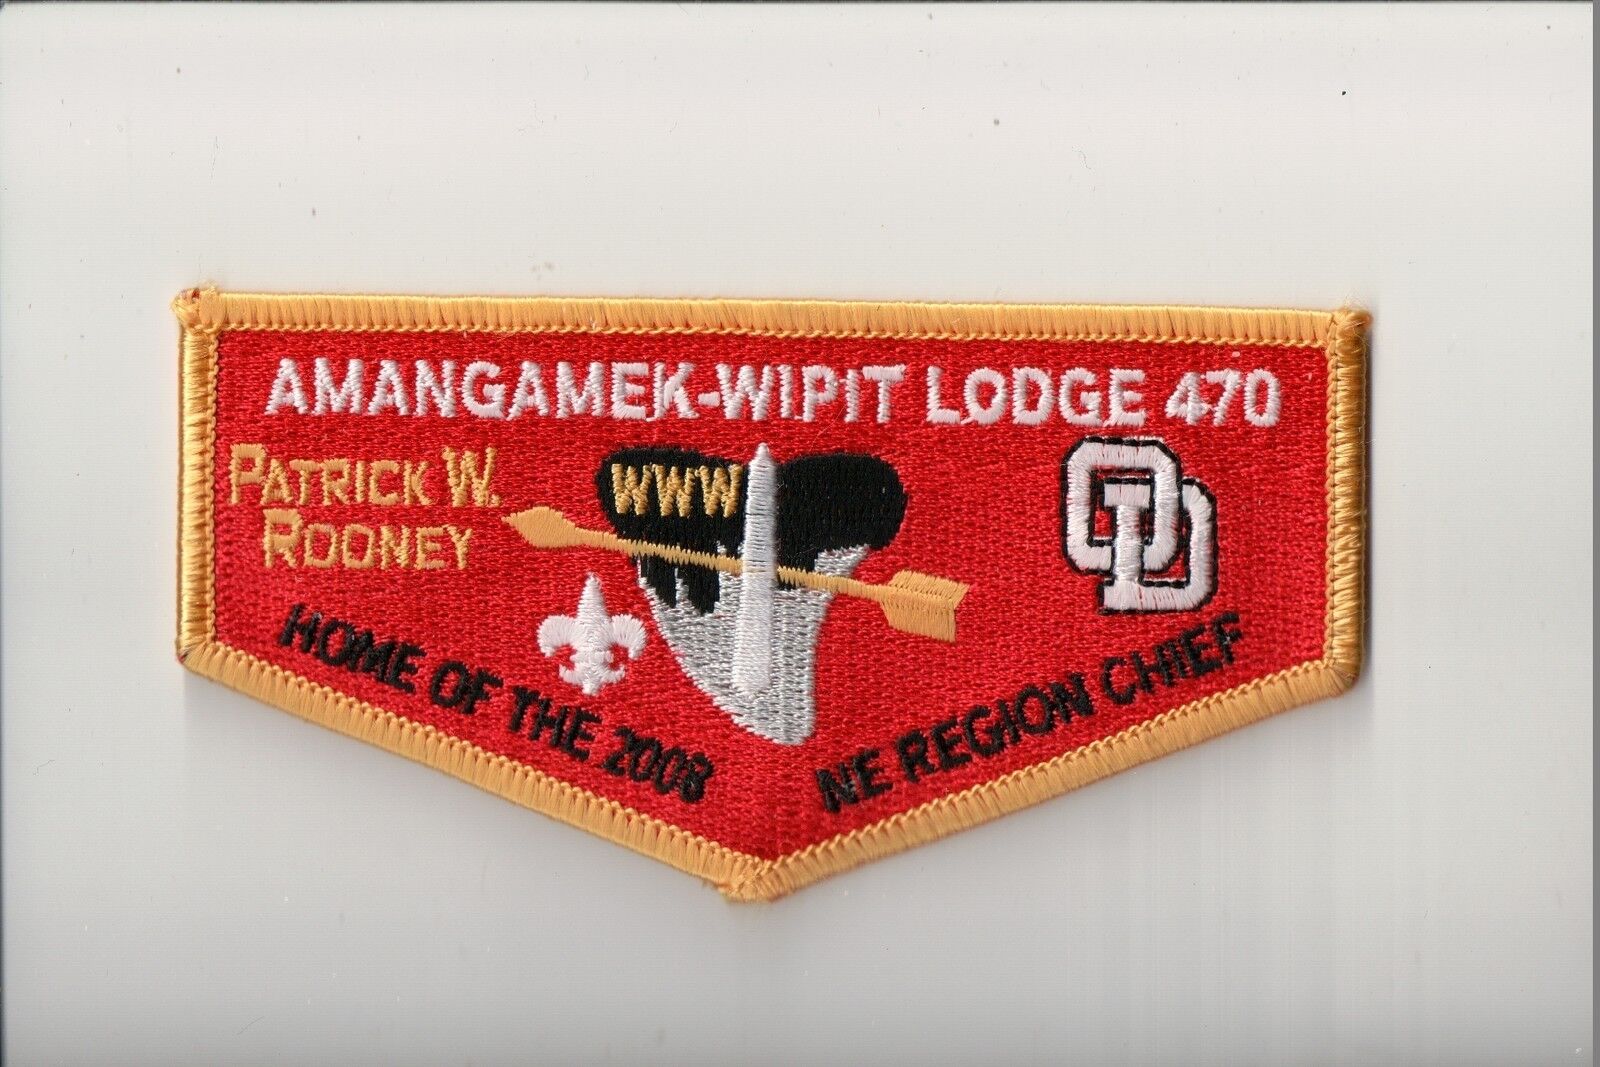 AMANGAMEK-WIPIT LODGE 470
PATRICK W.
ROONEY
WWW
OD
HOME OF THE 2008
NE REGION CHIEF